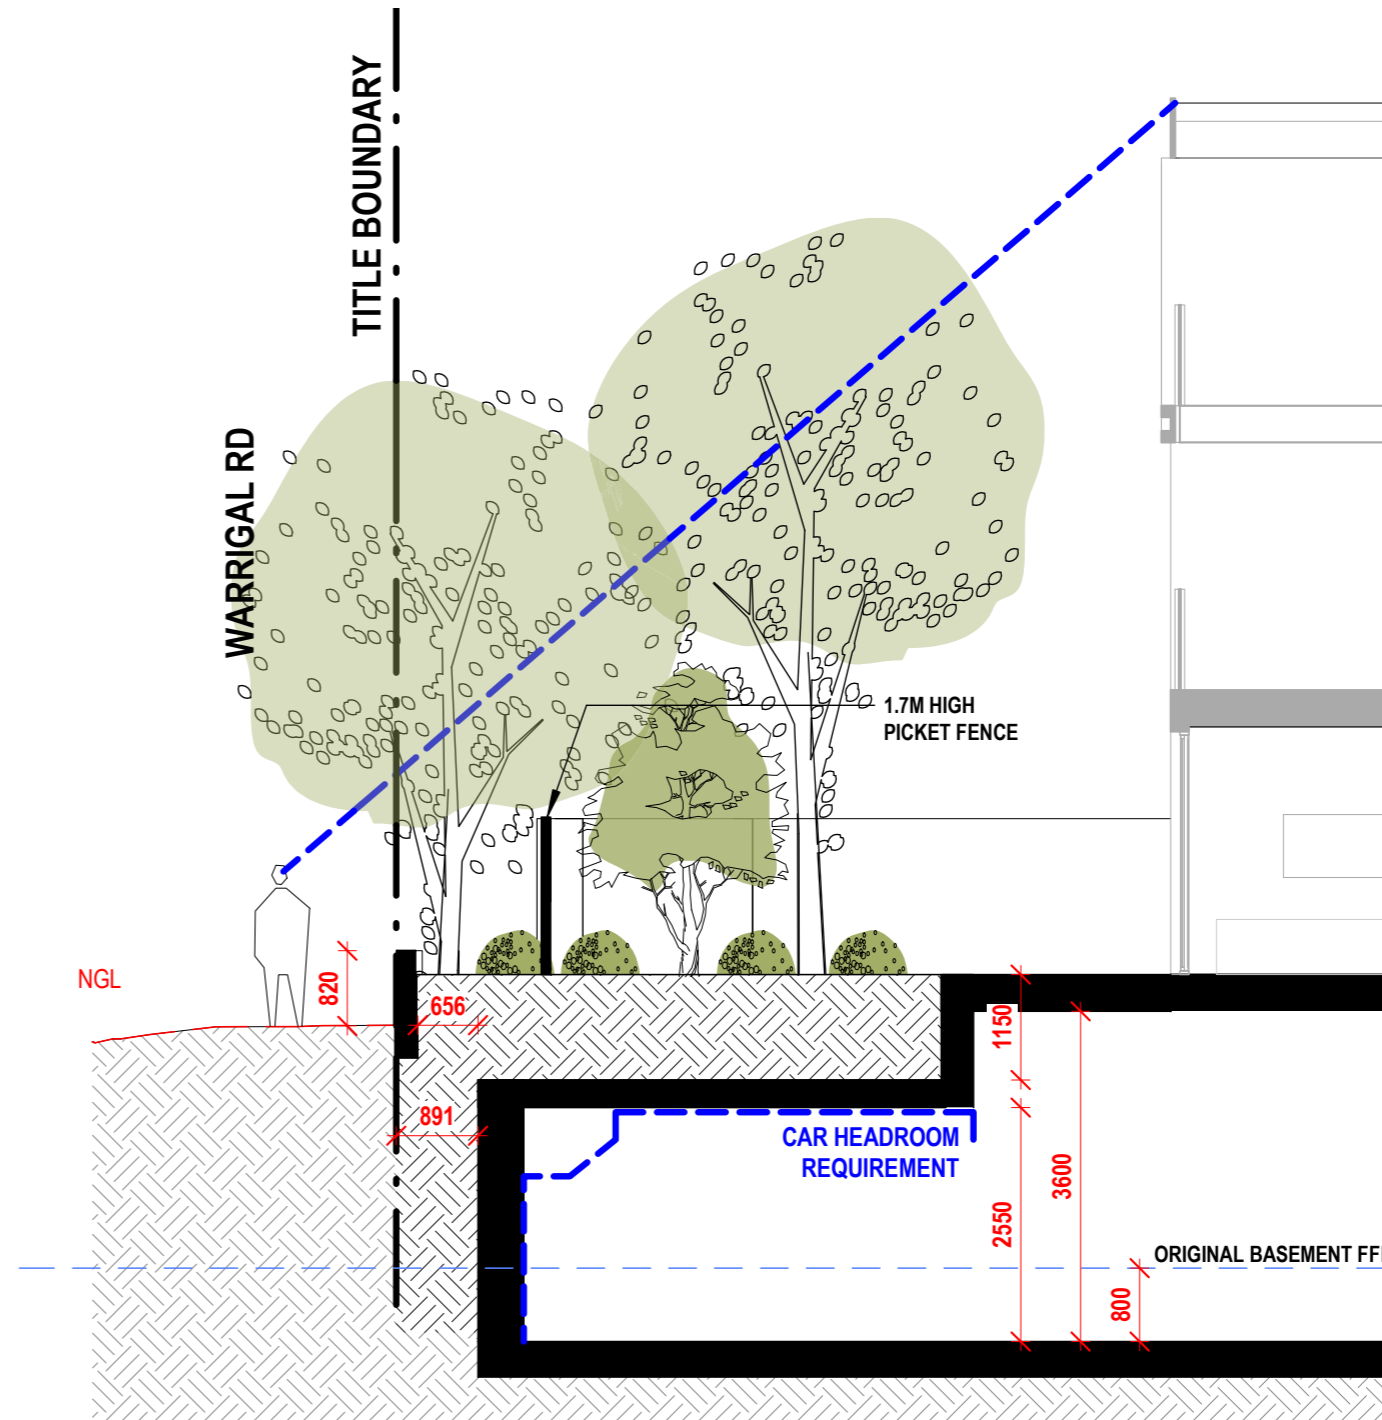 TITLE BOUNDARY
WARRIGAL RD
1.7M HIGH
PICKET FENCE
NGL
820
656
1150
891
CAR HEADROOM
REQUIREMENT
3600
2550
ORIGINAL BASEMENT FF
800